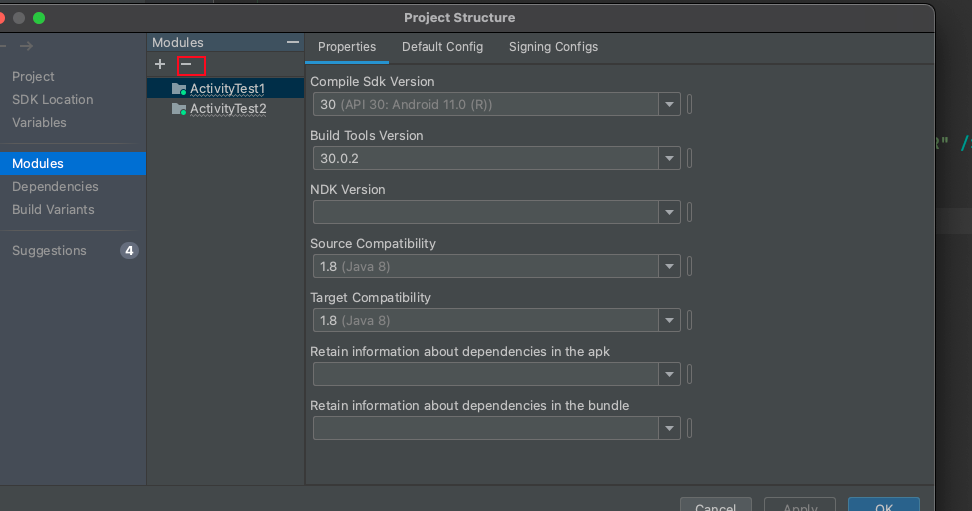 Project Structure
Project
SDK Location
Variables
Modules
Dependencies
Build Variants
Suggestions 4
Modules
ActivityTest1
ActivityTest2
Properties Default Config Signing Configs
Compile Sdk Version
30 (API 30: Android 11.0 (R))
Build Tools Version
30.0.2
NDK Version
Source Compatibility
1.8 (Java 8)
Target Compatibility
1.8 (Java 8)
Retain information about dependencies in the apk
Retain information about dependencies in the bundle
Cancel Apply OK